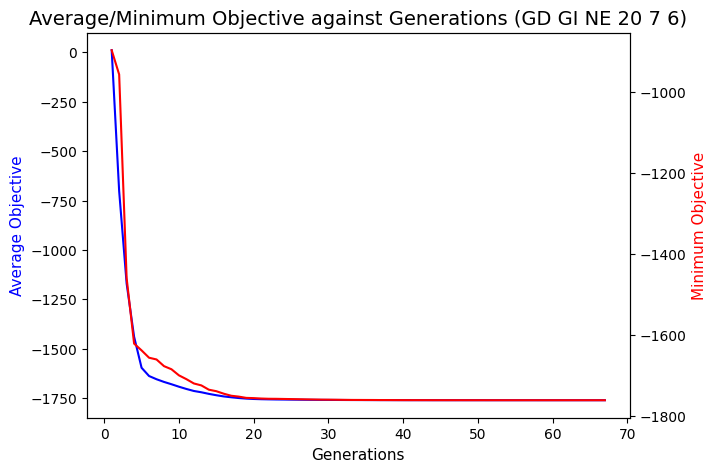 Average/Minimum Objective against Generations (GD GI NE 20 7 6)
Average Objective
0
−250
−500
−750
−1000
−1250
−1500
−1750
0 10 20 30 40 50 60 70
Generations
−1000
−1200
−1400
−1600
−1800
Minimum Objective